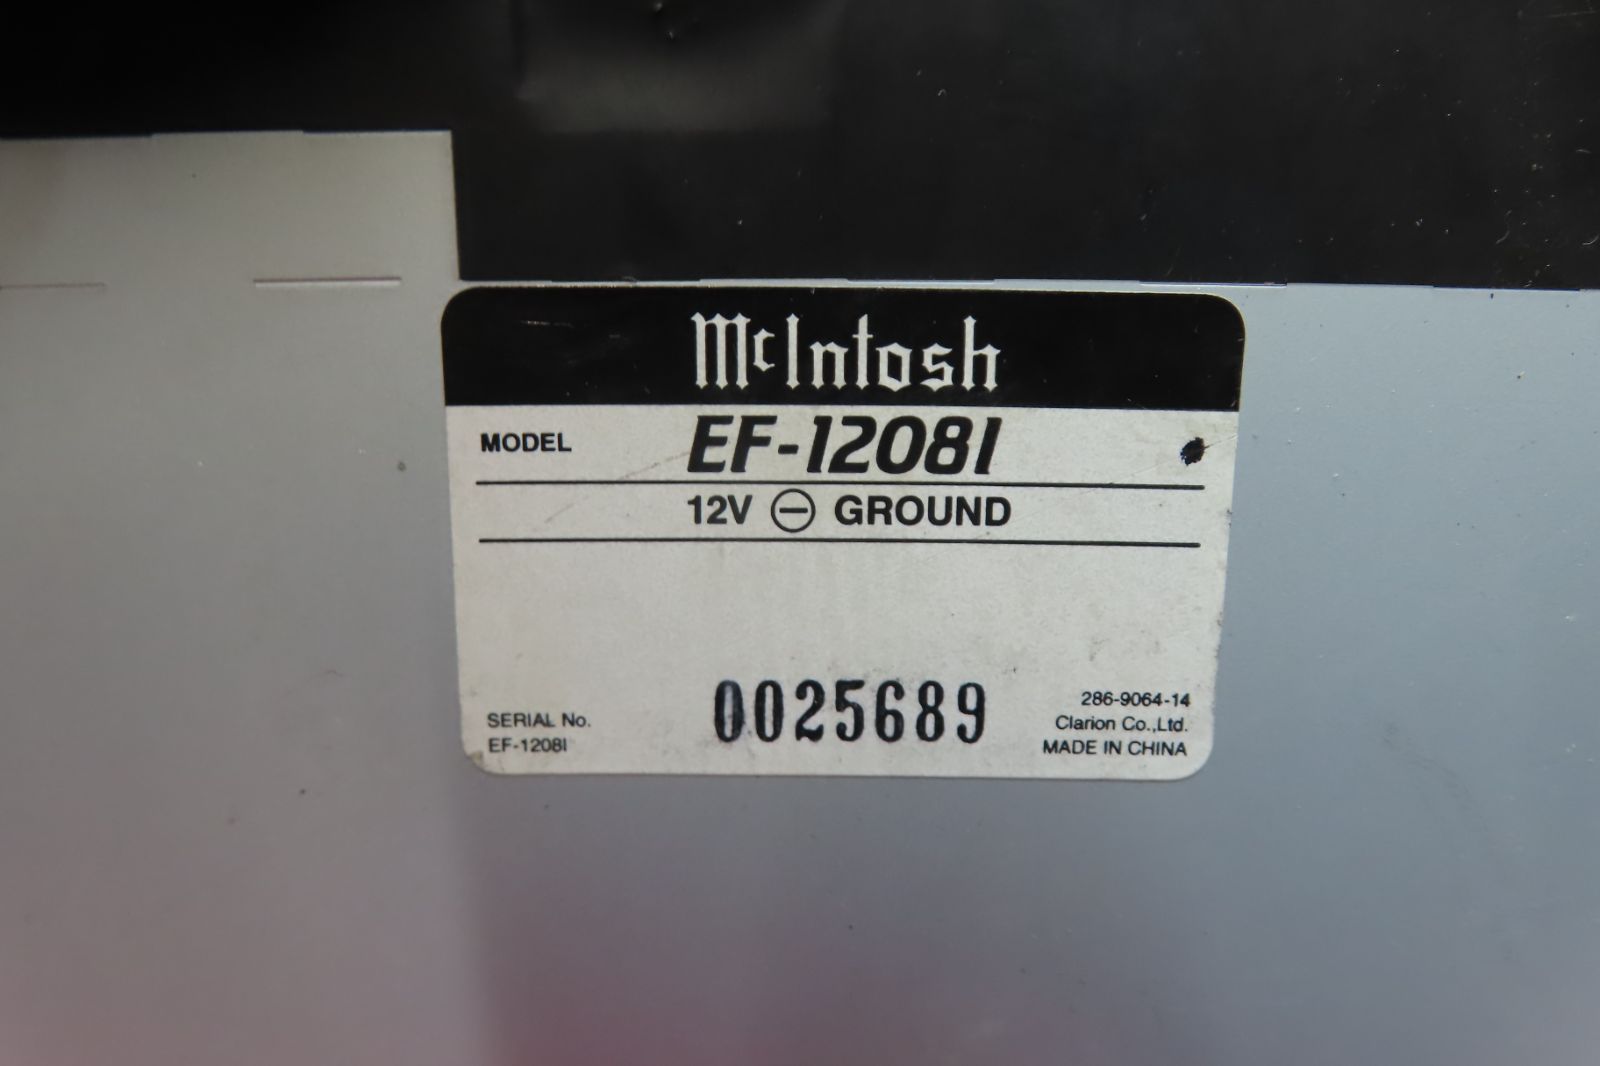 McIntosh
MODEL EF-1208I
12V ⊖ GROUND
0025689
286-9064-14
SERIAL No. Clarion Co.,Ltd.
EF-1208I MADE IN CHINA